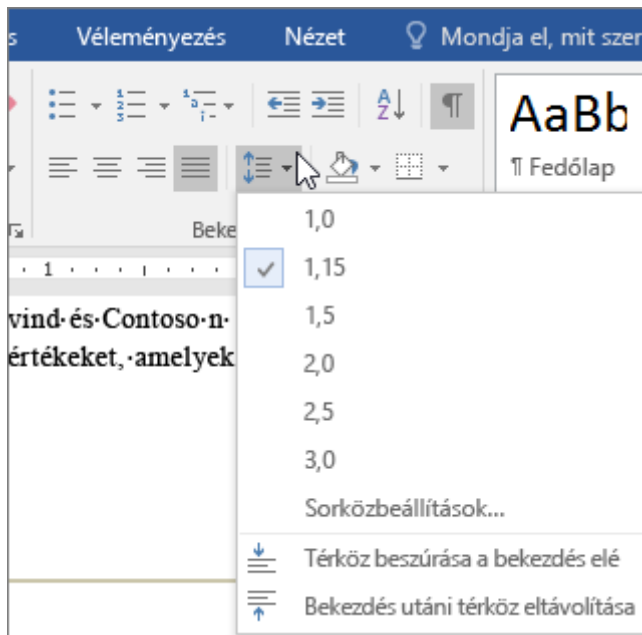 s Véleményezés Nézet Mondja el, mit szer
AaBb
¶ Fedőlap
Beke
1
1,0
1,15
1,5
2,0
2,5
3,0
Sorközbeállítások...
Térköz beszúrása a bekezdés elé
Bekezdés utáni térköz eltávolítása
vind·és·Contoso·n·
értékeket,·amelyek